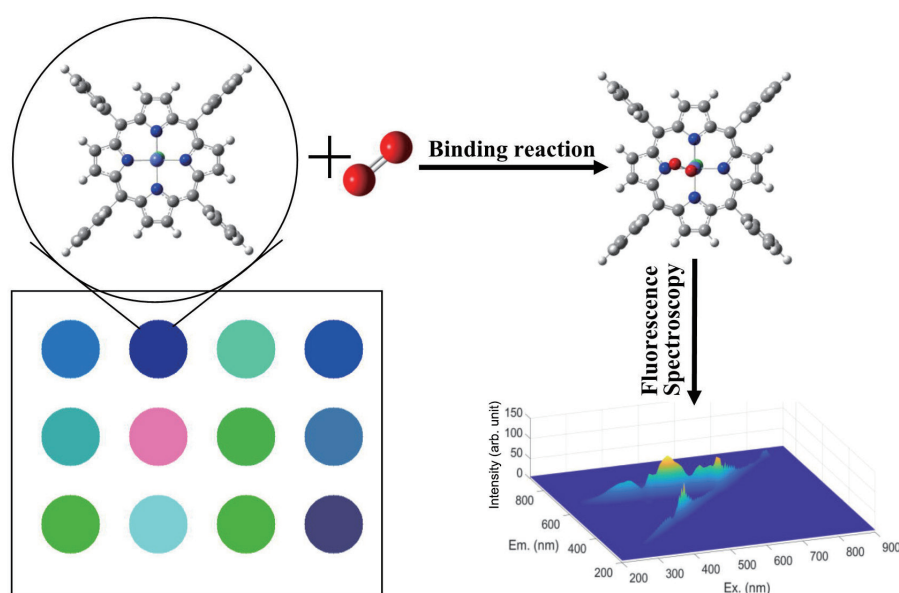 +
Binding reaction
Fluorescence
Spectroscopy
Intensity (arb. unit)
150
100
50
0
800
600
400
200
Em. (nm)
200
300
400
500
600
700
800
900
Ex. (nm)